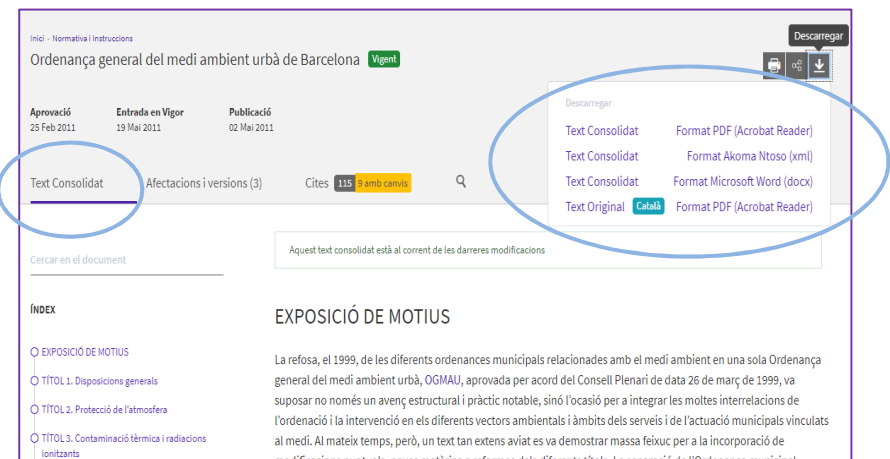 Inici - Normativa i Instruccions
Ordenança general del medi ambient urbà de Barcelona Vigent
Descarregar
Aprovació Entrada en Vigor Publicació
25 Feb 2011 19 Mai 2011 02 Mai 2011
Descarregar
Text Consolidat Format PDF (Acrobat Reader)
Text Consolidat Format Akoma Ntoso (xml)
Text Consolidat Format Microsoft Word (docx)
Text Original Català Format PDF (Acrobat Reader)
Text Consolidat Afectacions i versions (3) Cites 115 9 amb canvis
Cercar en el document
Aquest text consolidat està al corrent de les darreres modificacions
ÍNDEX
EXPOSICIÓ DE MOTIUS
TÍTOL 1. Disposicions generals
TÍTOL 2. Protecció de l'atmosfera
TÍTOL 3. Contaminació tèrmica i radiacions
ionitzants
EXPOSICIÓ DE MOTIUS
La refosa, el 1999, de les diferents ordenances municipals relacionades amb el medi ambient en una sola Ordenança
general del medi ambient urbà, OGMAU, aprovada per acord del Consell Plenari de data 26 de març de 1999, va
suposar no només un avenç estructural i pràctic notable, sinó l'ocasió per a integrar les moltes interrelacions de
l'ordenació i la intervenció en els diferents vectors ambientals i àmbits dels serveis i de l'actuació municipals vinculats
al medi. Al mateix temps, però, un text tan extens aviat es va demostrar massa feixuc per a la incorporació de